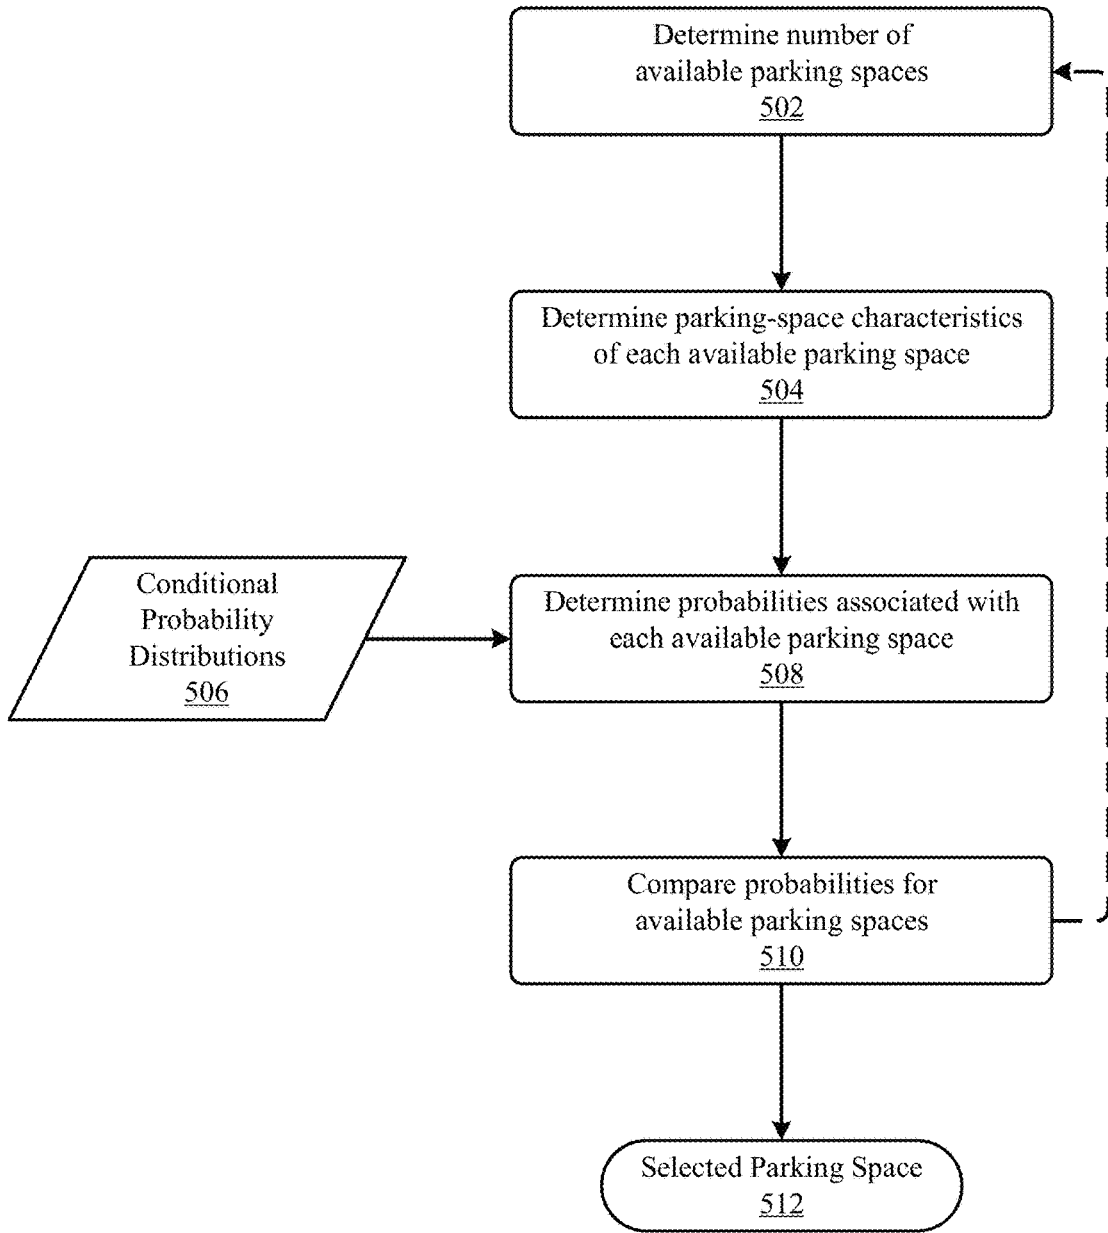 Determine number of
available parking spaces
502
Determine parking-space characteristics
of each available parking space
504
Conditional
Probability
Distributions
506
Determine probabilities associated with
each available parking space
508
Compare probabilities for
available parking spaces
510
Selected Parking Space
512